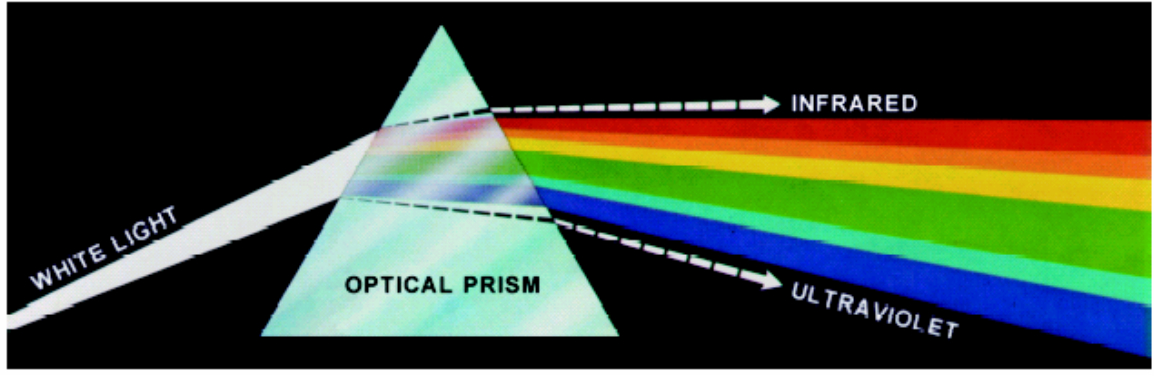 WHITE LIGHT
OPTICAL PRISM
INFRARED
ULTRAVIOLET